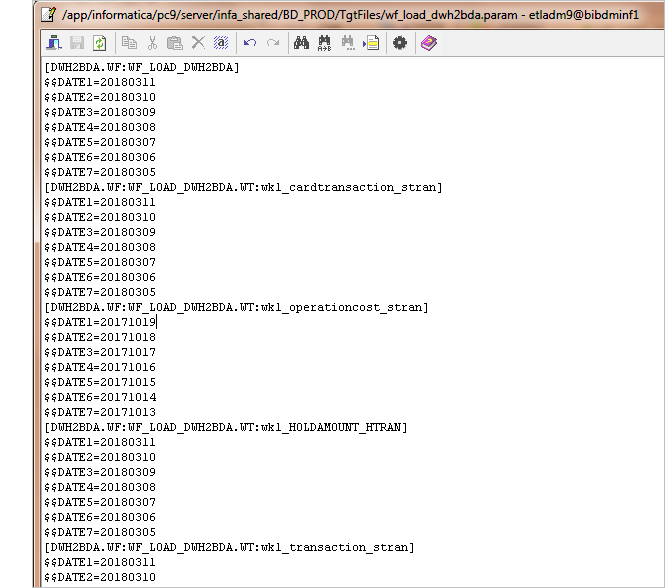 /app/informatica/pc9/server/infa_shared/BD_PROD/TgtFiles/wf_load_dwh2bda.param - etladm9@bibdminf1
[DWH2BDA.WF:WF_LOAD_DWH2BDA]
$$DATE1=20180311
$$DATE2=20180310
$$DATE3=20180309
$$DATE4=20180308
$$DATE5=20180307
$$DATE6=20180306
$$DATE7=20180305
[DWH2BDA.WF:WF_LOAD_DWH2BDA.WT:wkl_cardtransaction_stran]
$$DATE1=20180311
$$DATE2=20180310
$$DATE3=20180309
$$DATE4=20180308
$$DATE5=20180307
$$DATE6=20180306
$$DATE7=20180305
[DWH2BDA.WF:WF_LOAD_DWH2BDA.WT:wkl_operationcost_stran]
$$DATE1=20171019
$$DATE2=20171018
$$DATE3=20171017
$$DATE4=20171016
$$DATE5=20171015
$$DATE6=20171014
$$DATE7=20171013
[DWH2BDA.WF:WF_LOAD_DWH2BDA.WT:wkl_HOLDAMOUNT_HTRAN]
$$DATE1=20180311
$$DATE2=20180310
$$DATE3=20180309
$$DATE4=20180308
$$DATE5=20180307
$$DATE6=20180306
$$DATE7=20180305
[DWH2BDA.WF:WF_LOAD_DWH2BDA.WT:wkl_transaction_stran]
$$DATE1=20180311
$$DATE2=20180310